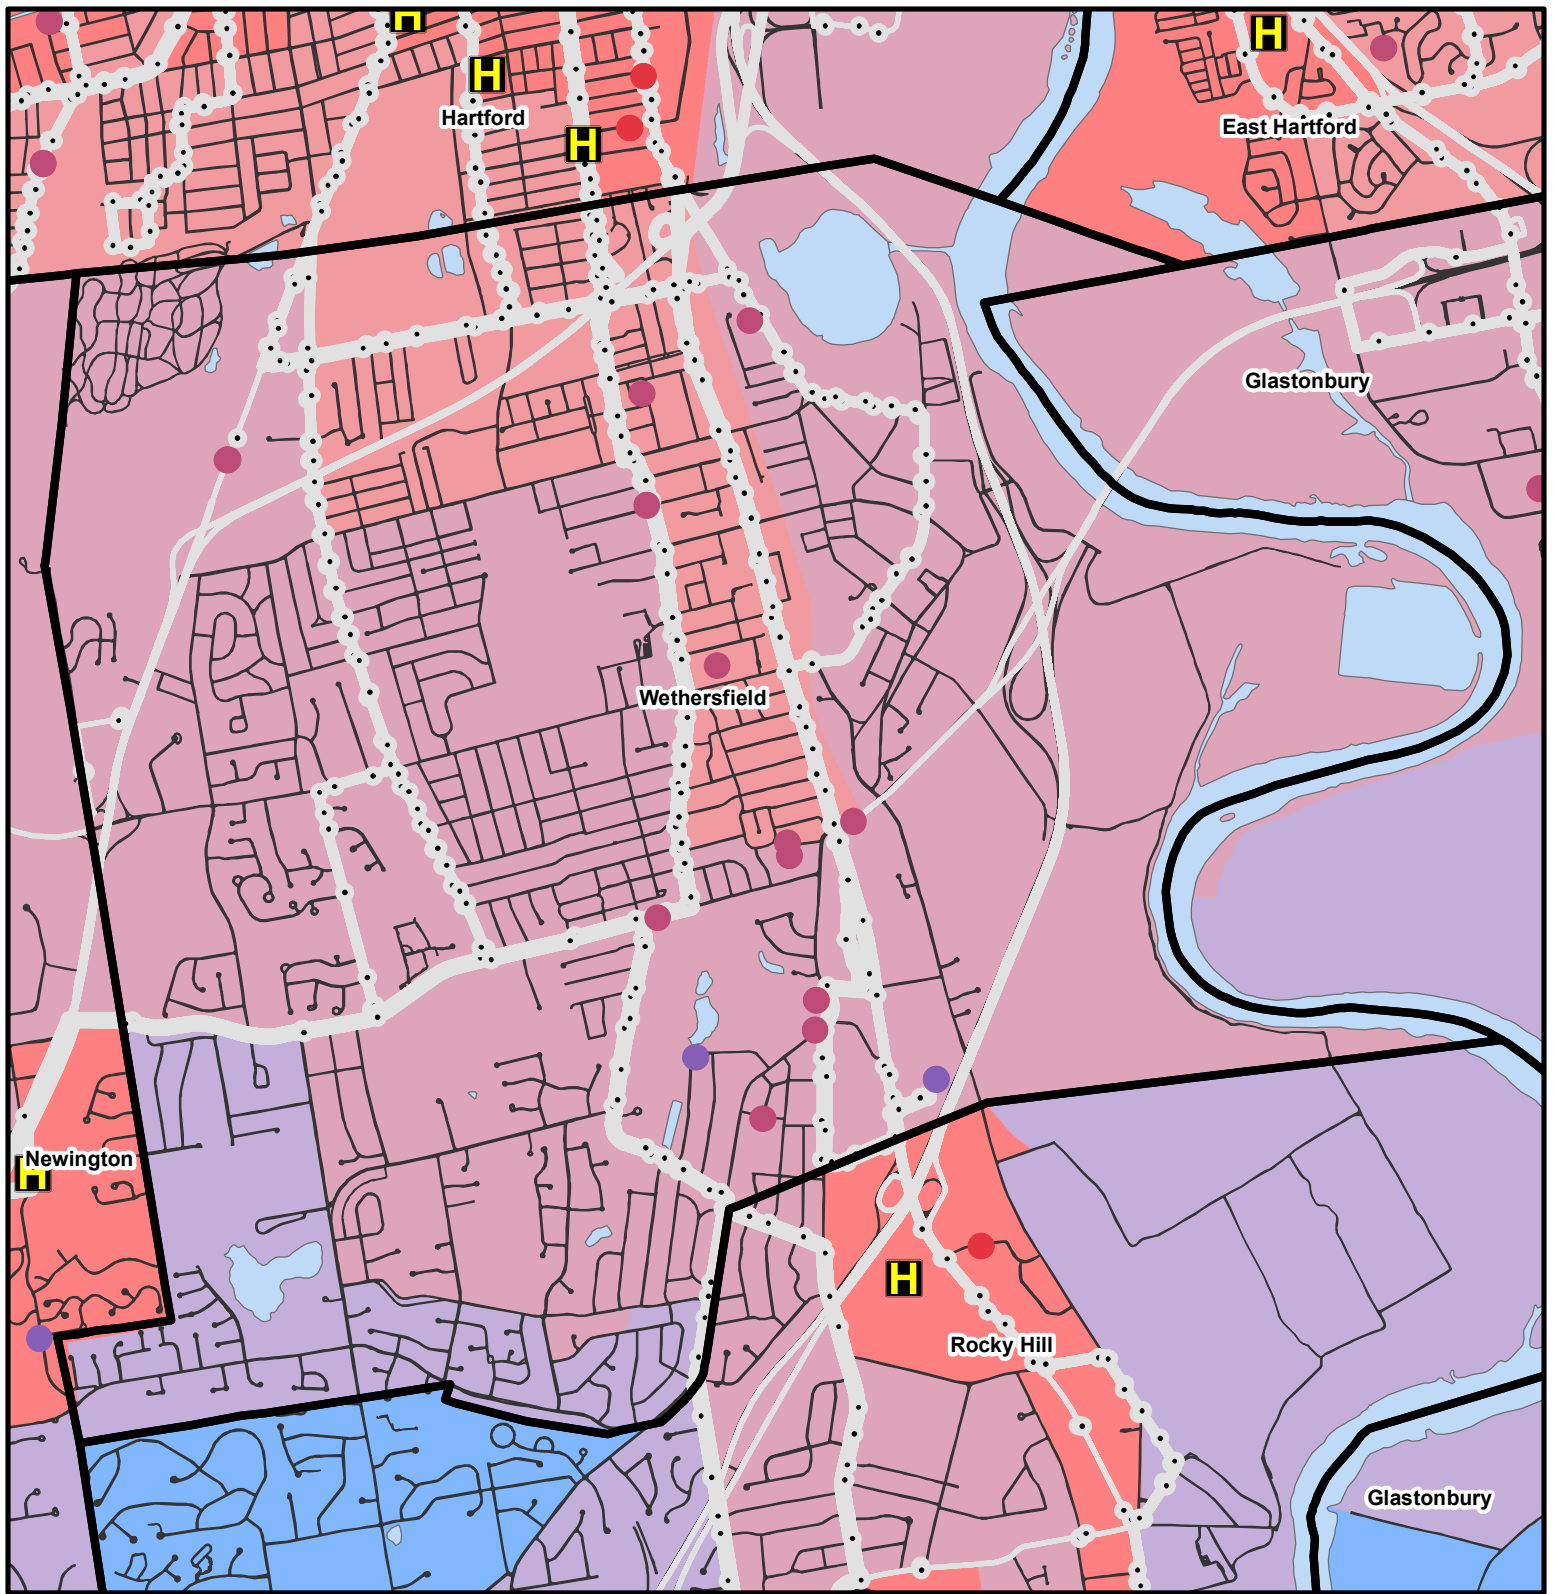 H
H
H
Hartford
H
East Hartford
Glastonbury
Wethersfield
Newington
H
H
Rocky Hill
Glastonbury